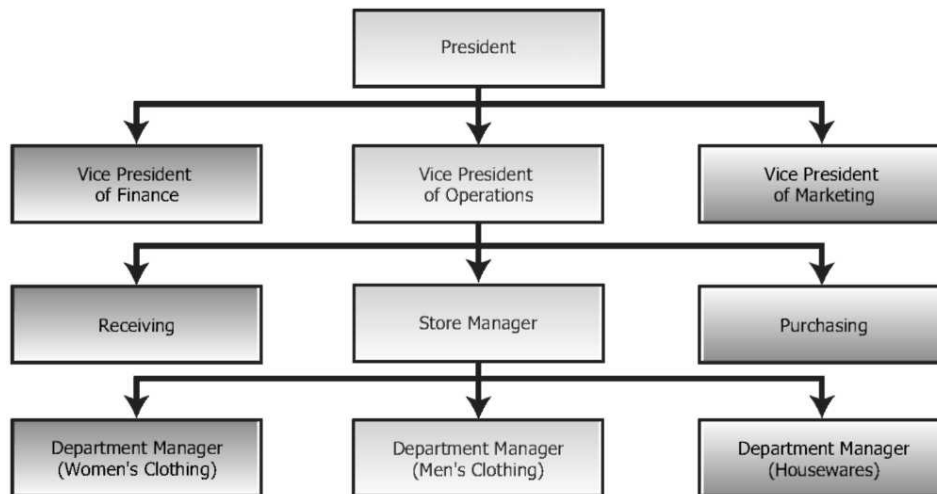 President
Vice President
of Finance
Vice President
of Operations
Vice President
of Marketing
Receiving
Store Manager
Purchasing
Department Manager
(Women's Clothing)
Department Manager
(Men's Clothing)
Department Manager
(Housewares)